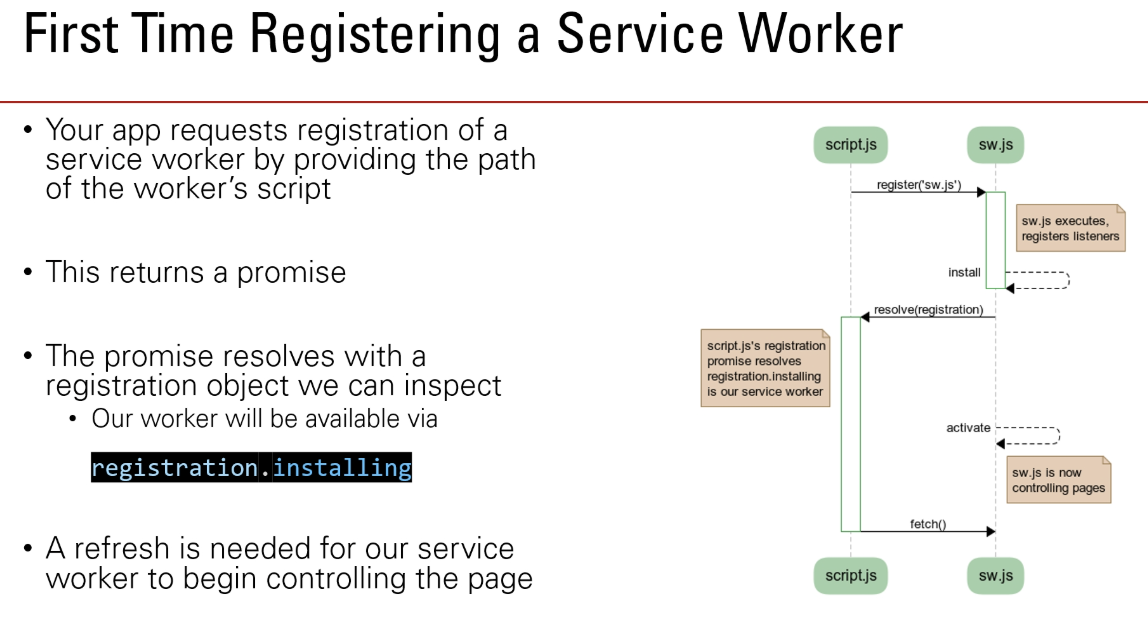 First Time Registering a Service Worker
• Your app requests registration of a
service worker by providing the path
of the worker’s script
• This returns a promise
• The promise resolves with a
registration object we can inspect
• Our worker will be available via
registration.installing
• A refresh is needed for our service
worker to begin controlling the page
script.js
sw.js
register('sw.js')
sw.js executes,
registers listeners
install
resolve(registration)
script.js's registration
promise resolves
registration.installing
is our service worker
activate
sw.js is now
controlling pages
fetch()
script.js
sw.js